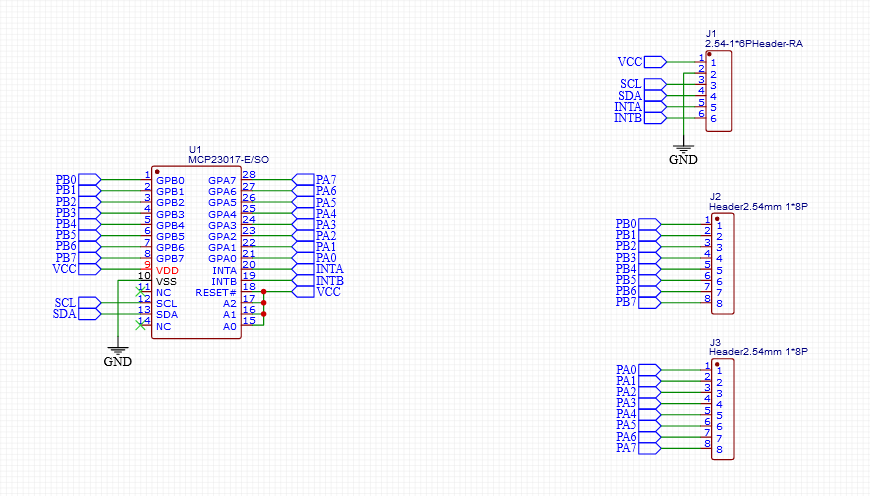 J1
2.54-1*6PHeader-RA
VCC 1 1
2 2
SCL 3 3
SDA 4 4
INTA 5 5
INTB 6 6
GND
U1
MCP23017-E/SO
PB0 1 GPB0 GPA7 28 PA7
PB1 2 GPB1 GPA6 27 PA6
PB2 3 GPB2 GPA5 26 PA5
PB3 4 GPB3 GPA4 25 PA4
PB4 5 GPB4 GPA3 24 PA3
PB5 6 GPB5 GPA2 23 PA2
PB6 7 GPB6 GPA1 22 PA1
PB7 8 GPB7 GPA0 21 PA0
VCC 9 VDD INTA 20 INTA
10 VSS INTB 19 INTB
11 NC RESET# 18 VCC
SCL 12 SCL A2 17
SDA 13 SDA A1 16
14 NC A0 15
GND
J2
Header2.54mm 1*8P
PB0 1 1
PB1 2 2
PB2 3 3
PB3 4 4
PB4 5 5
PB5 6 6
PB6 7 7
PB7 8 8
J3
Header2.54mm 1*8P
PA0 1 1
PA1 2 2
PA2 3 3
PA3 4 4
PA4 5 5
PA5 6 6
PA6 7 7
PA7 8 8